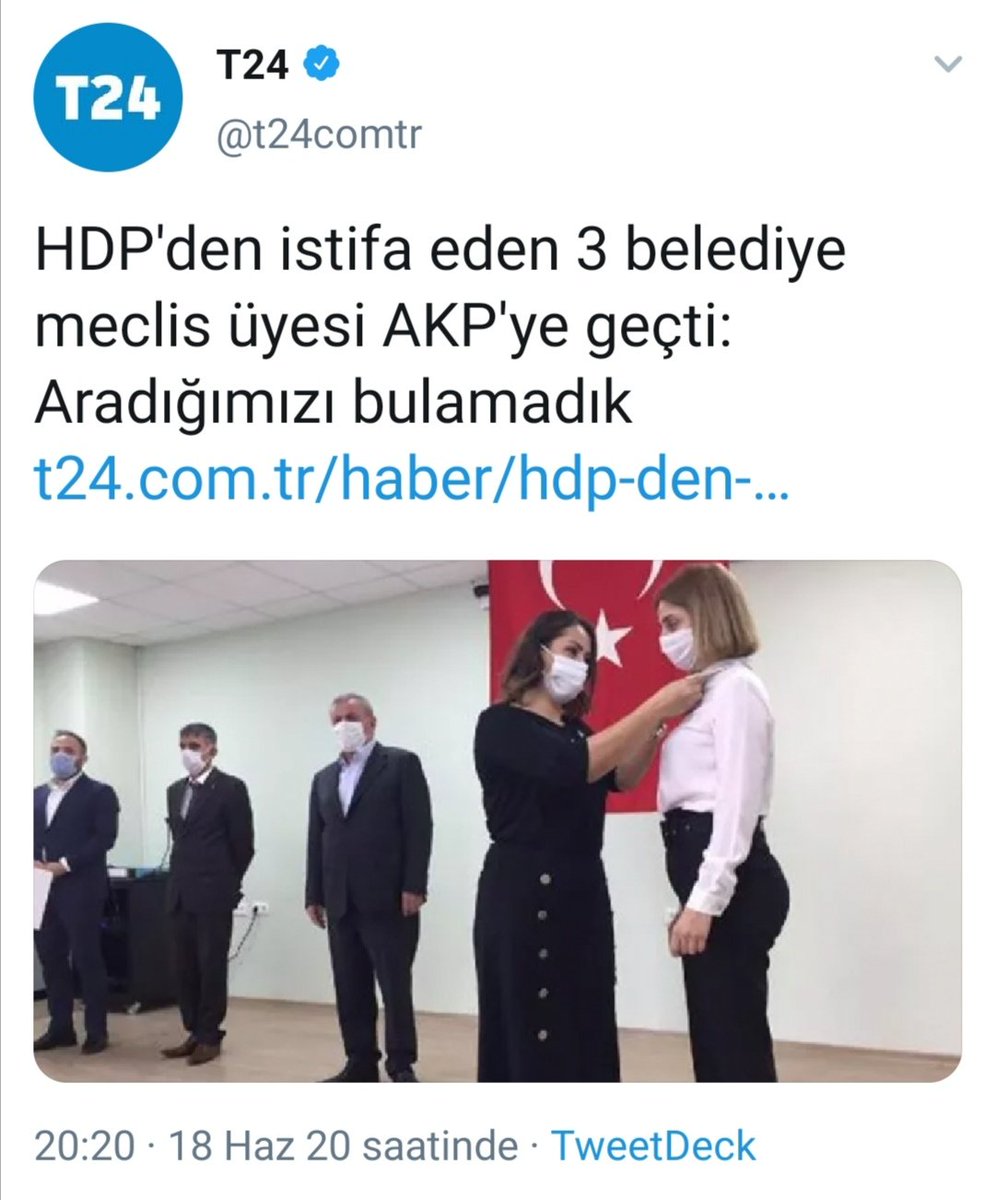 T24
T24
@t24comtr
HDP'den istifa eden 3 belediye
meclis üyesi AKP'ye geçti:
Aradığımızı bulamadık
t24.com.tr/haber/hdp-den-...
20:20 · 18 Haz 20 saatinde · TweetDeck